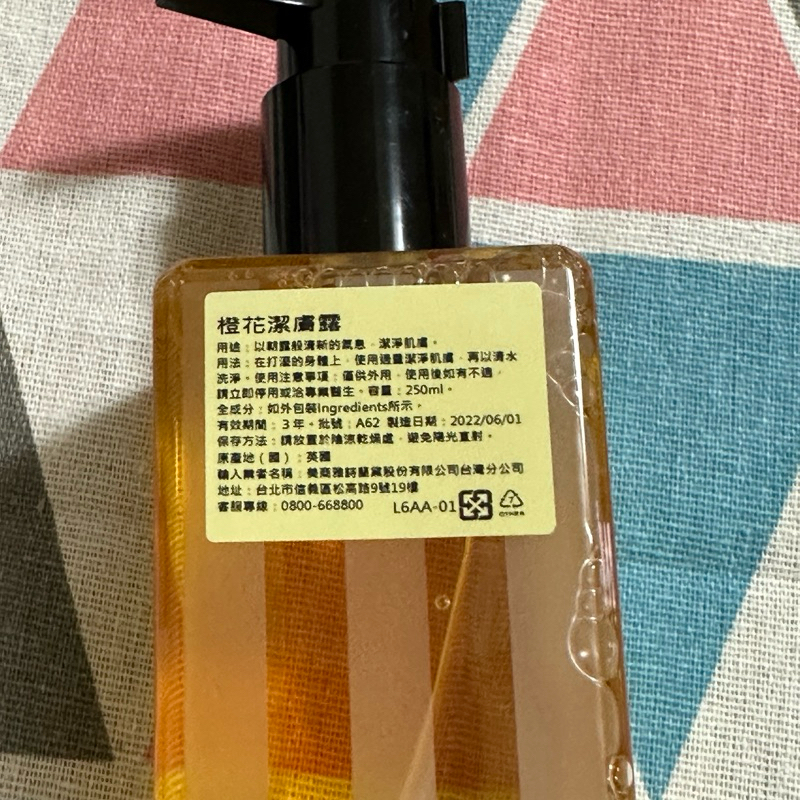 橙花潔膚露
用途：以朝露般清新的氣息，潔淨肌膚。
用法：在打濕的身體上，使用適量潔淨肌膚，再以清水
洗淨。使用注意事項：僅供外用，使用後如有不適，
請立即停用或洽專業醫生。容量：250ml。
全成分：如外包裝Ingredients所示。
有效期間：3年。批號：A62 製造日期：2022/06/01
保存方法：請放置於陰涼乾燥處，避免陽光直射。
原產地（國）：英國
輸入業者名稱：美商雅詩蘭黛股份有限公司台灣分公司
地址：台北市信義區松高路9號19樓
客服專線：0800-668800 L6AA-01